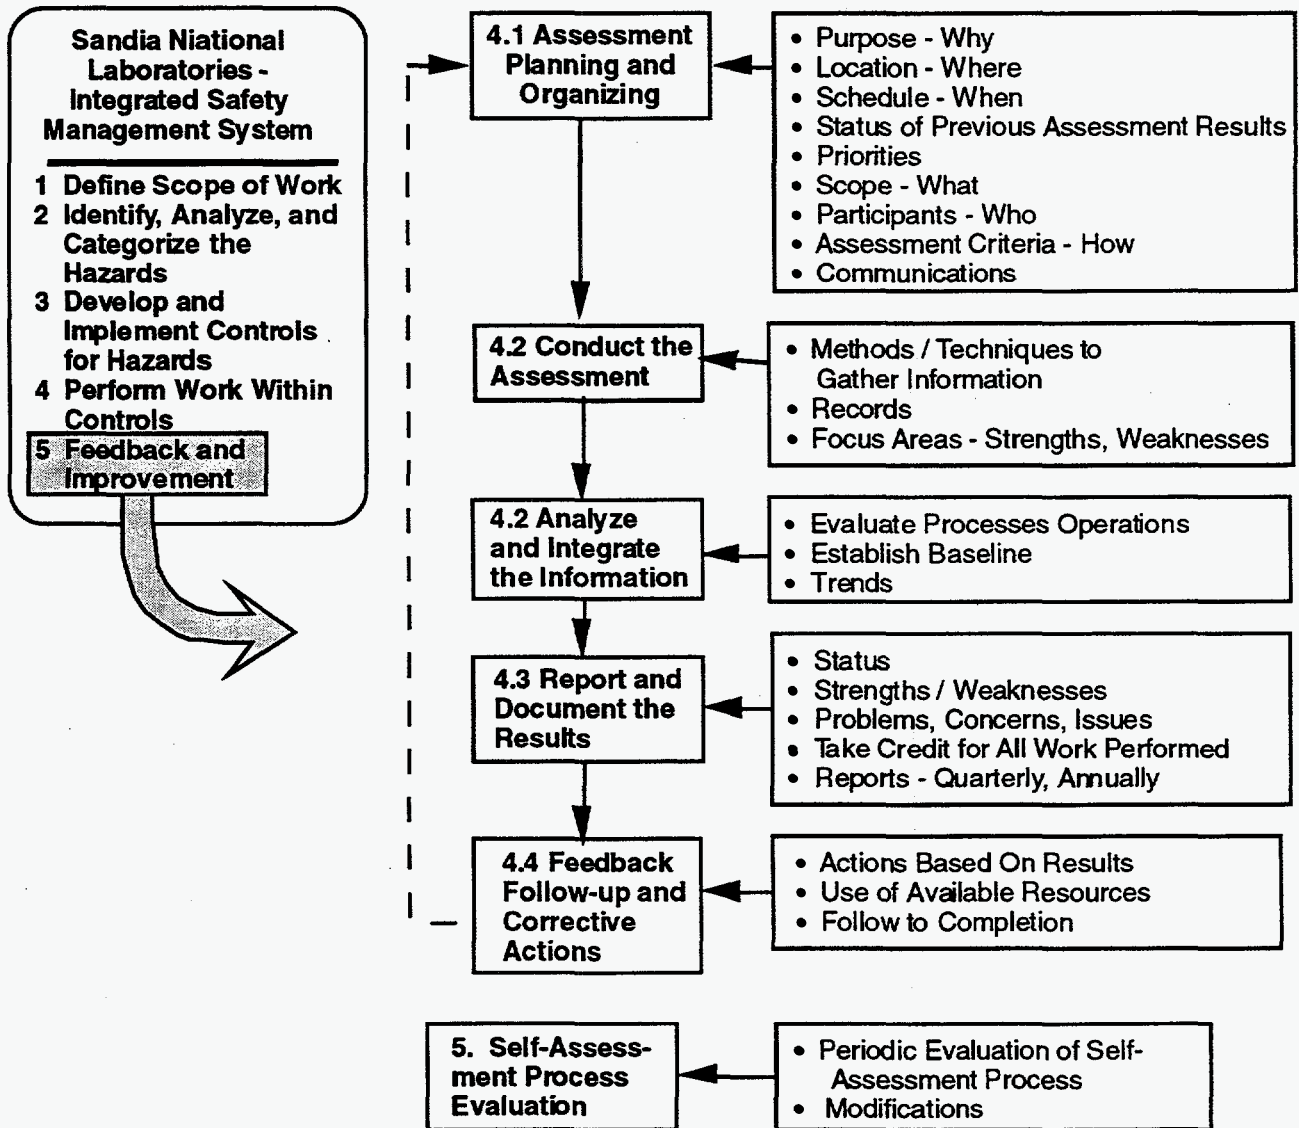 Sandia Niational
Laboratories -
Integrated Safety
Management System
1 Define Scope of Work
2 Identify, Analyze, and
Categorize the
Hazards
3 Develop and
Implement Controls
for Hazards
4 Perform Work Within
Controls
5 Feedback and
Improvement
4.1 Assessment
Planning and
Organizing
• Purpose - Why
• Location - Where
• Schedule - When
• Status of Previous Assessment Results
• Priorities
• Scope - What
• Participants - Who
• Assessment Criteria - How
• Communications
4.2 Conduct the
Assessment
• Methods / Techniques to
Gather Information
• Records
• Focus Areas - Strengths, Weaknesses
4.2 Analyze
and Integrate
the Information
• Evaluate Processes Operations
• Establish Baseline
• Trends
4.3 Report and
Document the
Results
• Status
• Strengths / Weaknesses
• Problems, Concerns, Issues
• Take Credit for All Work Performed
• Reports - Quarterly, Annually
4.4 Feedback
Follow-up and
Corrective
Actions
• Actions Based On Results
• Use of Available Resources
• Follow to Completion
5. Self-Assess-
ment Process
Evaluation
• Periodic Evaluation of Self-
Assessment Process
• Modifications